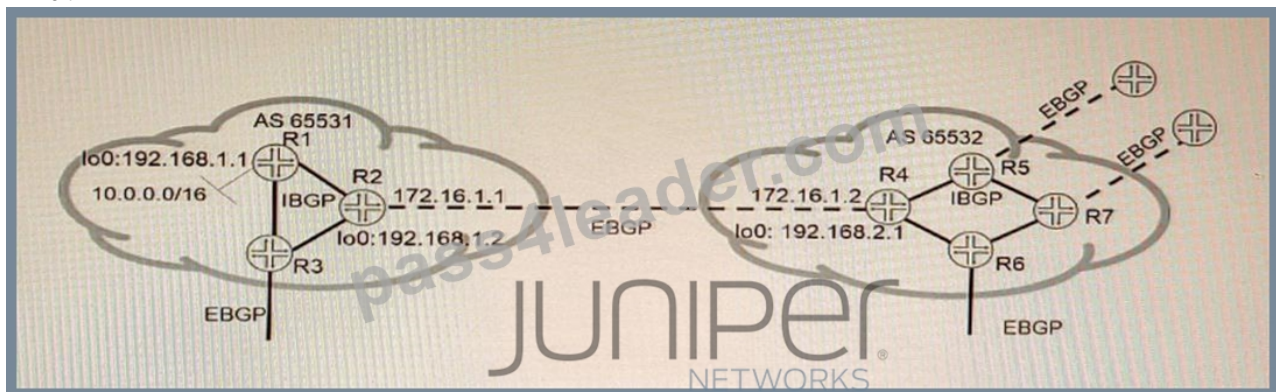 AS 65531
R1
lo0:192.168.1.1
10.0.0.0/16
IBGP
R2
172.16.1.1
lo0:192.168.1.2
R3
EBGP
EBGP
AS 65532
172.16.1.2
R4
lo0: 192.168.2.1
R5
IBGP
R7
R6
EBGP
EBGP
EBGP
pass4leader.com
JUNIPER
NETWORKS